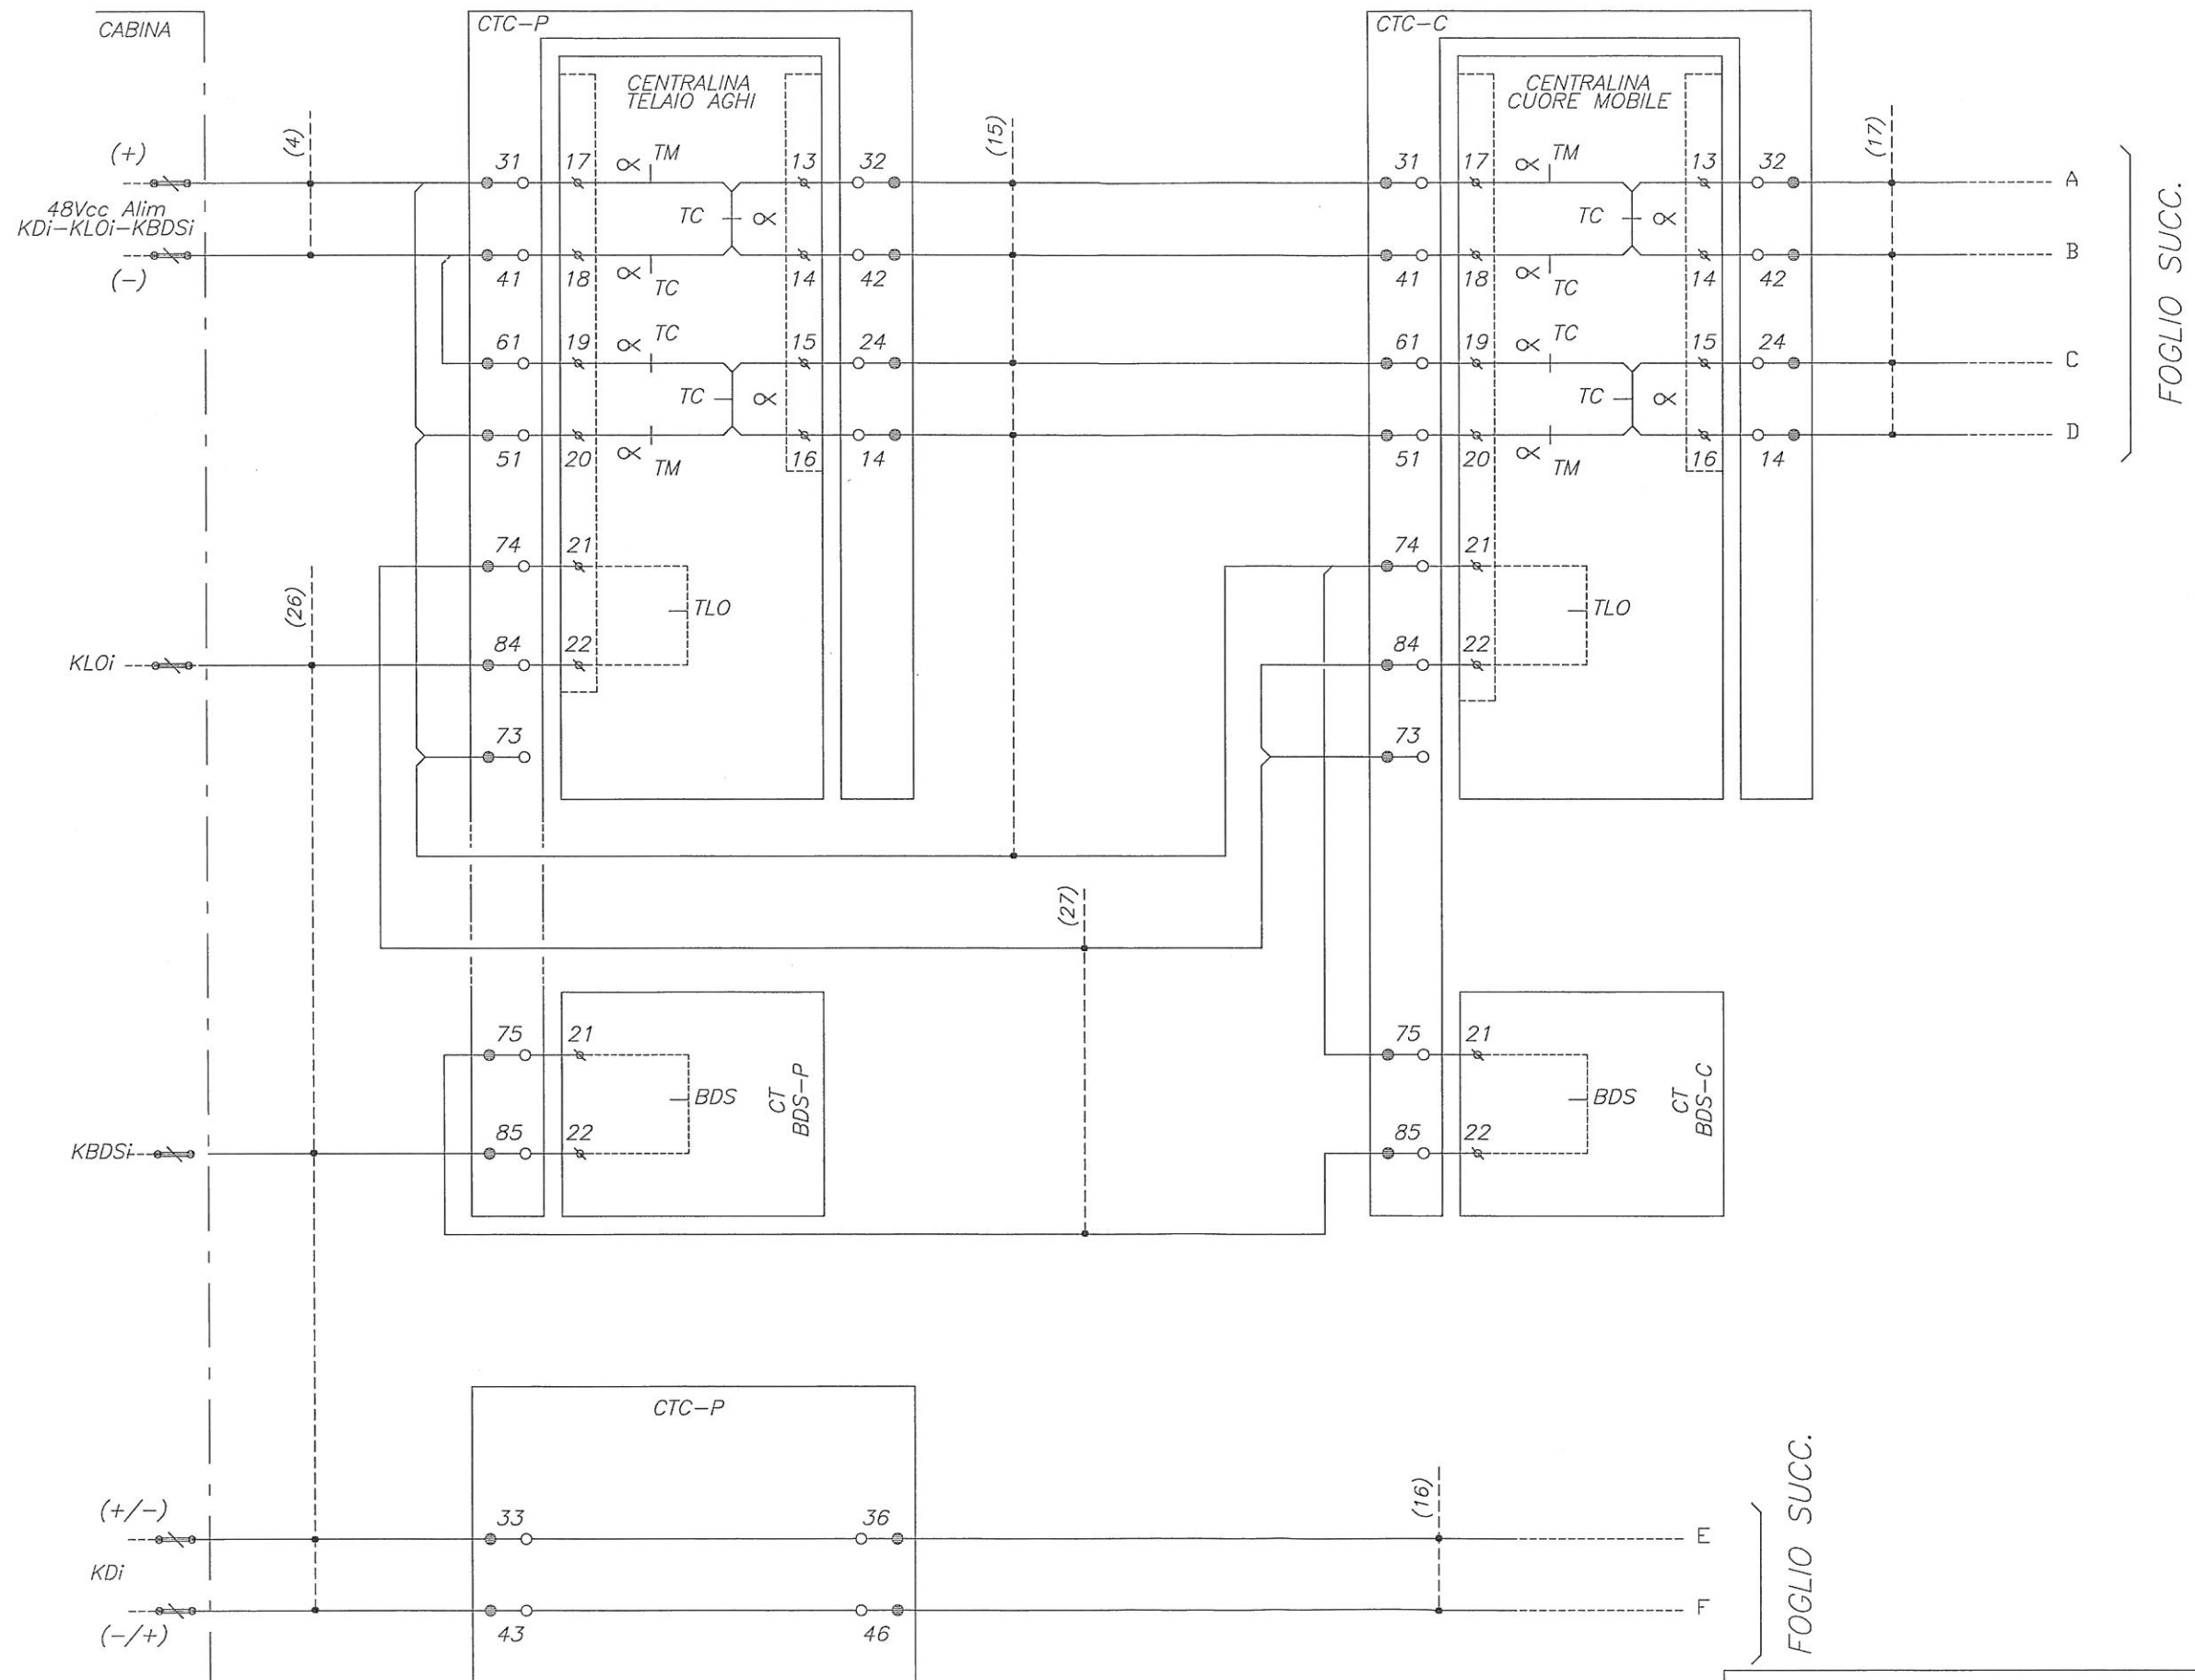 CABINA
CTC-P
CTC-C
CENTRALINA
TELAIO AGHI
CENTRALINA
CUORE MOBILE
(+)
(4)
31 17 ∝ TM 13 32
(15)
31 17 ∝ TM 13 32
(17)
A
48Vcc Alim
KDi-KLOi-KBDSi
TC ∝
TC ∝
(-)
41 18 ∝ TC 14 42
41 18 ∝ TC 14 42
B
61 19 ∝ TC 15 24
61 19 ∝ TC 15 24
C
TC ∝
TC ∝
51 20 ∝ TM 16 14
51 20 ∝ TM 16 14
D
FOGLIO SUCC.
74 21
74 21
(26)
TLO
TLO
KLOi
84 22
84 22
73
73
(27)
75 21
75 21
BDS
CT
BDS-P
BDS
CT
BDS-C
KBDSi
85 22
85 22
CTC-P
(+/-)
33 36
(16)
E
KDi
(-/+)
43 46
F
FOGLIO SUCC.